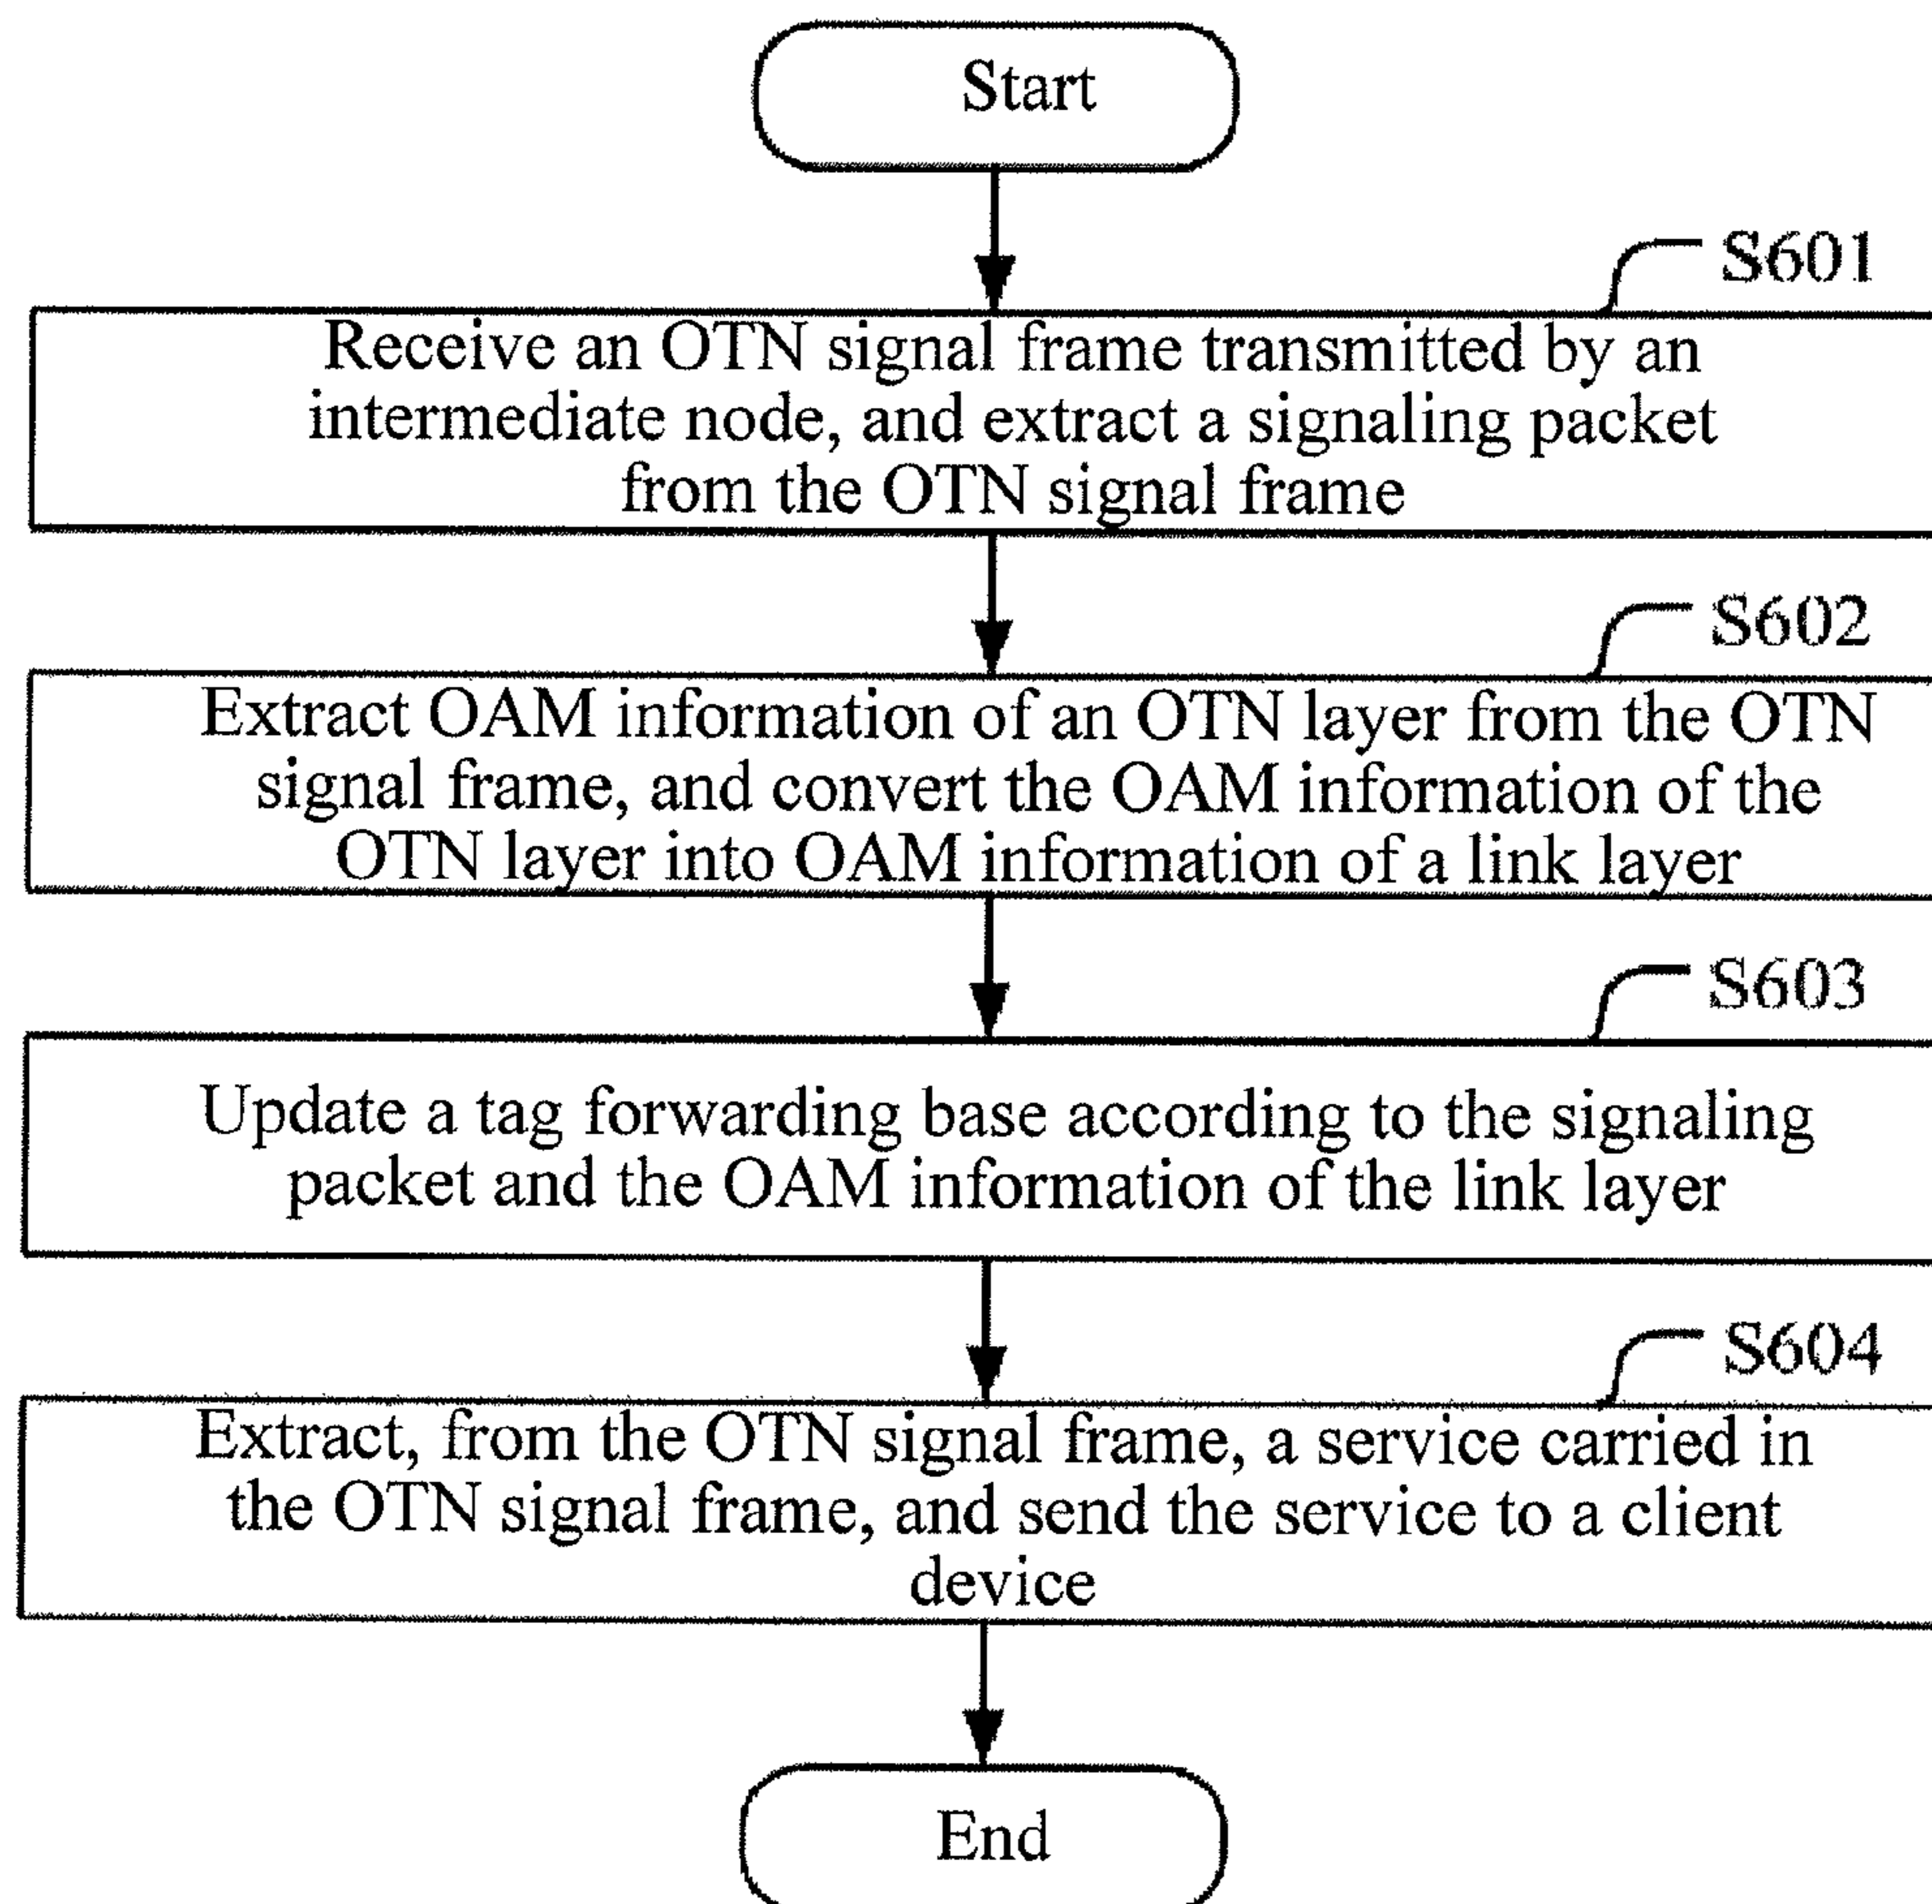 Start
S601
Receive an OTN signal frame transmitted by an
intermediate node, and extract a signaling packet
from the OTN signal frame
S602
Extract OAM information of an OTN layer from the OTN
signal frame, and convert the OAM information of the
OTN layer into OAM information of a link layer
S603
Update a tag forwarding base according to the signaling
packet and the OAM information of the link layer
S604
Extract, from the OTN signal frame, a service carried in
the OTN signal frame, and send the service to a client
device
End